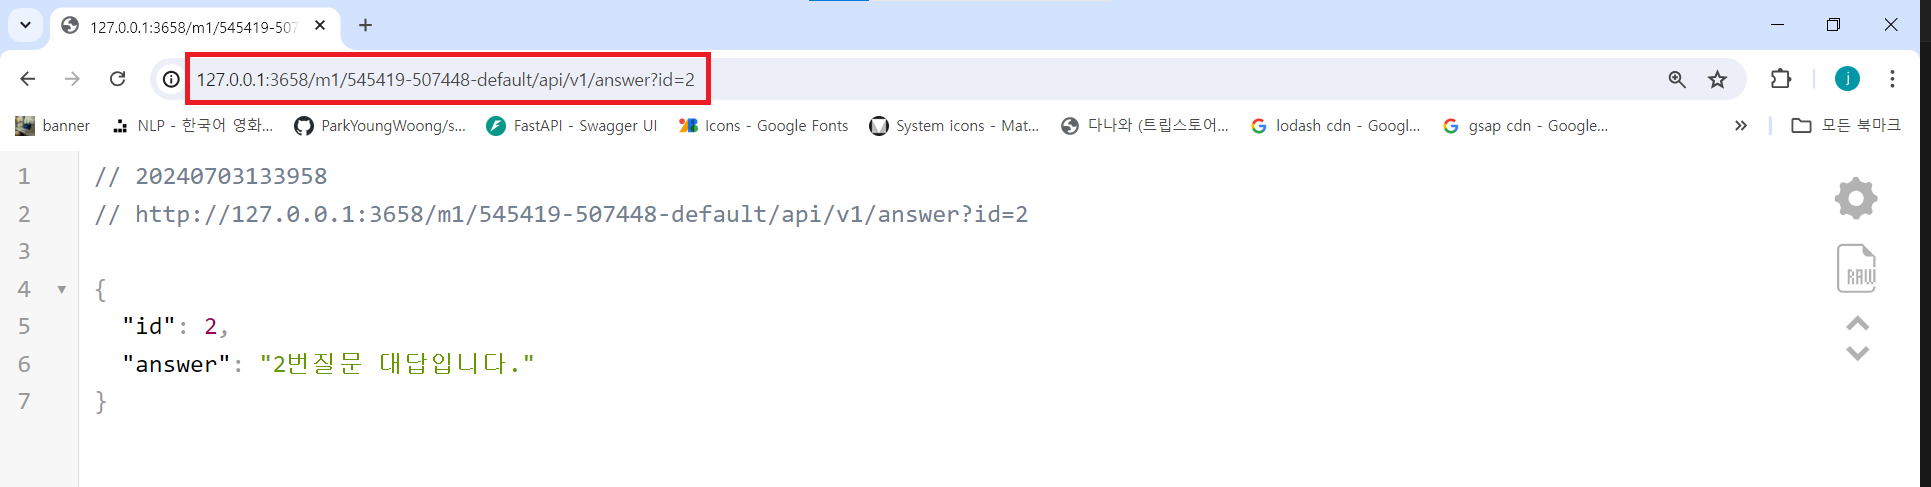 127.0.0.1:3658/m1/545419-507
127.0.0.1:3658/m1/545419-507448-default/api/v1/answer?id=2
j
banner NLP - 한국어 영화... ParkYoungWoong/s... FastAPI - Swagger UI Icons - Google Fonts System icons - Mat... 다나와 (트립스토어... lodash cdn - Googl... gsap cdn - Google... » 모든 북마크
1 // 20240703133958
2 // http://127.0.0.1:3658/m1/545419-507448-default/api/v1/answer?id=2
3
4 {
5 "id": 2,
6 "answer": "2번질문 대답입니다."
7 }
RAW